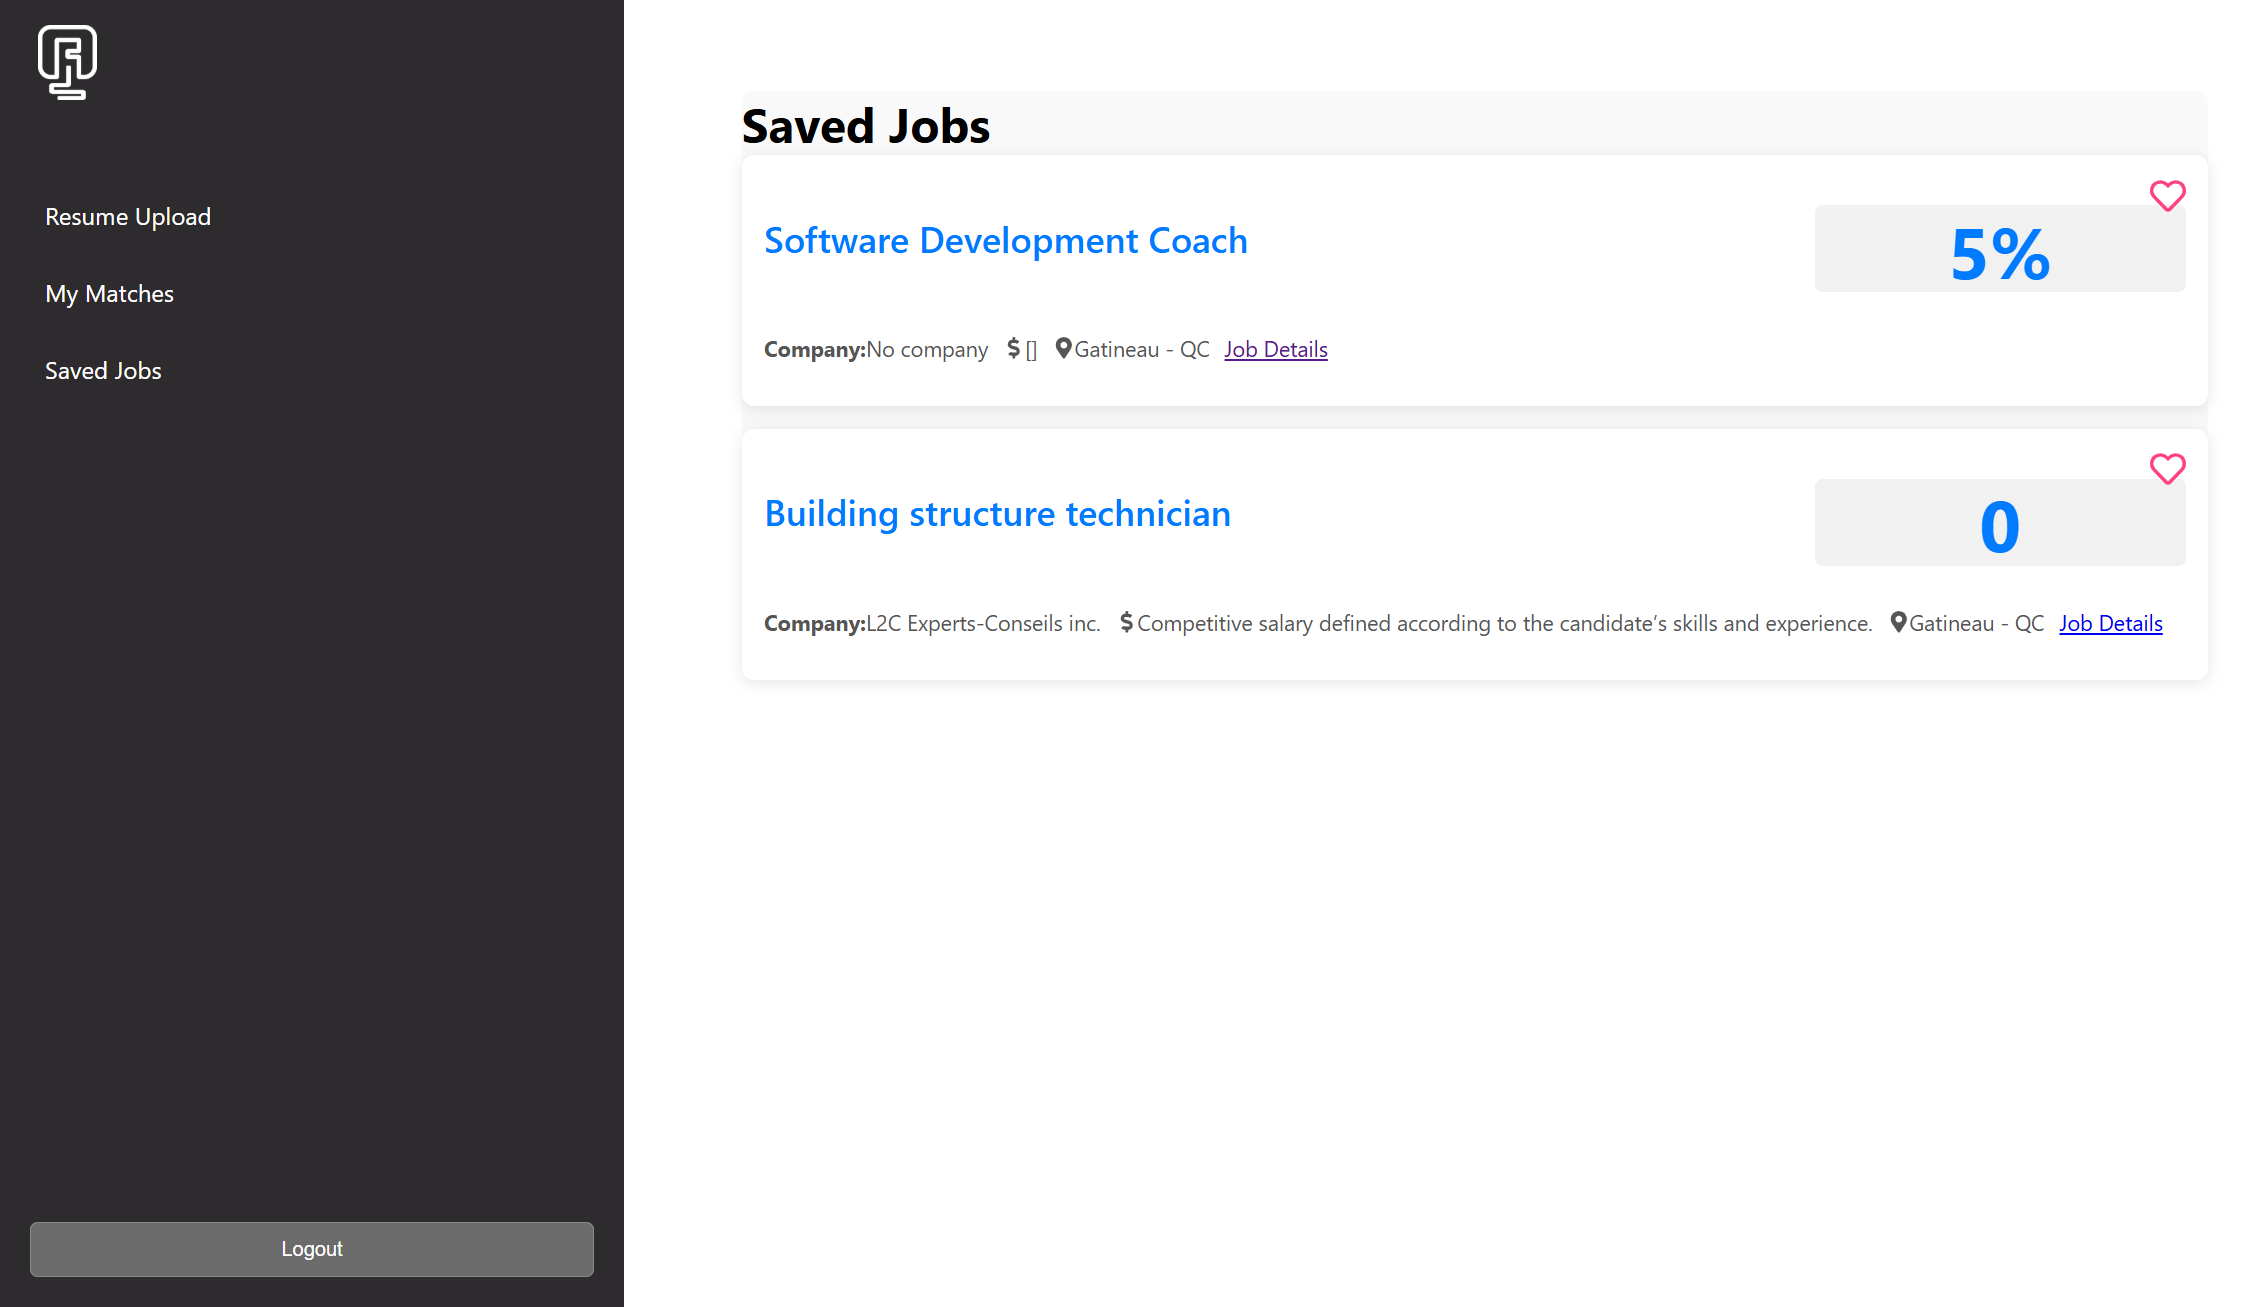 Resume Upload
My Matches
Saved Jobs
Logout
Saved Jobs
Software Development Coach
5%
Company:No company $ [] Gatineau - QC Job Details
Building structure technician
0
Company:L2C Experts-Conseils inc. $ Competitive salary defined according to the candidate’s skills and experience. Gatineau - QC Job Details